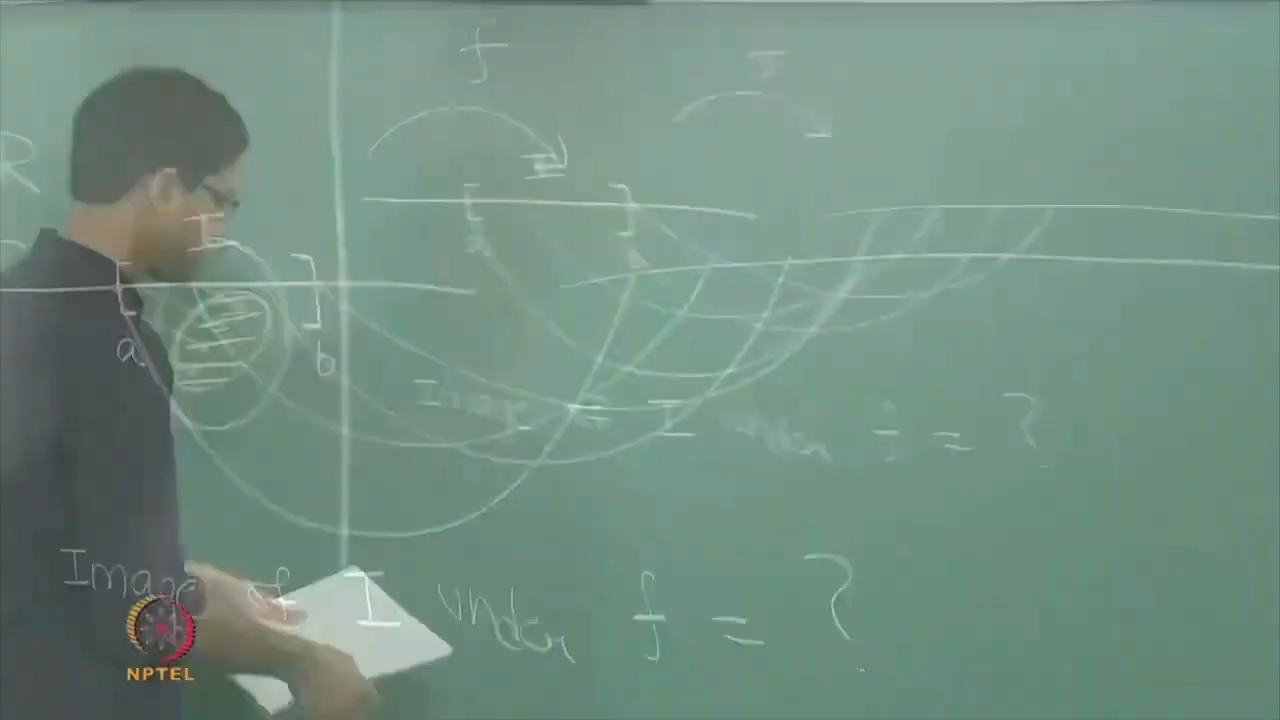 f
R
I
[ ]
I
[ ]
a b
Image of I under f = ?
Image of I under f = ?
NPTEL